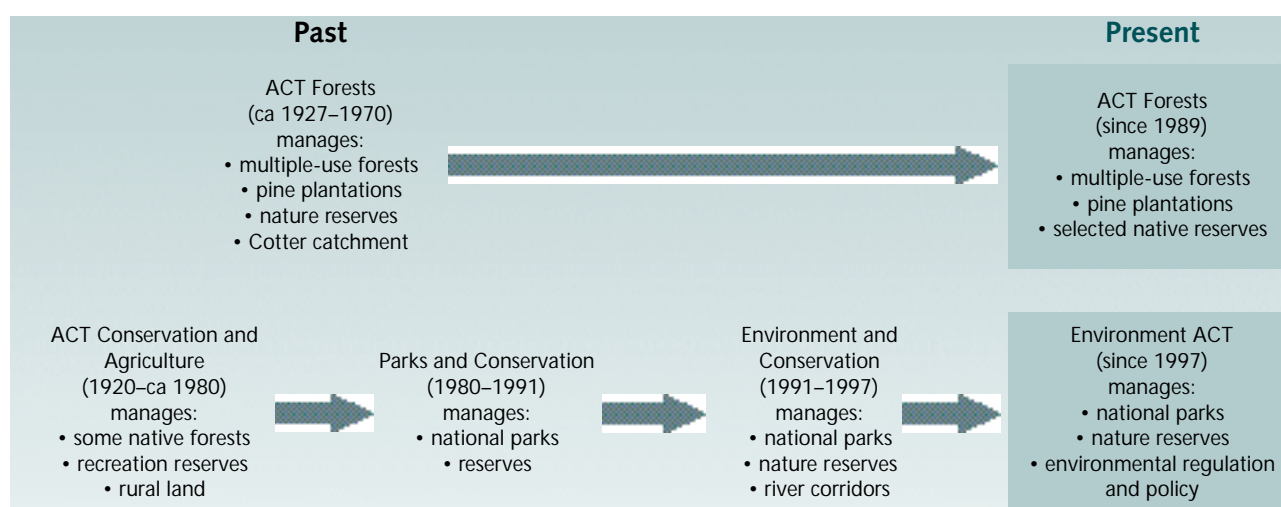 Past
Present
ACT Forests
(ca 1927–1970)
manages:
• multiple-use forests
• pine plantations
• nature reserves
• Cotter catchment
ACT Forests
(since 1989)
manages:
• multiple-use forests
• pine plantations
• selected native reserves
ACT Conservation and
Agriculture
(1920–ca 1980)
manages:
• some native forests
• recreation reserves
• rural land
Parks and Conservation
(1980–1991)
manages:
• national parks
• reserves
Environment and
Conservation
(1991–1997)
manages:
• national parks
• nature reserves
• river corridors
Environment ACT
(since 1997)
manages:
• national parks
• nature reserves
• environmental regulation
and policy